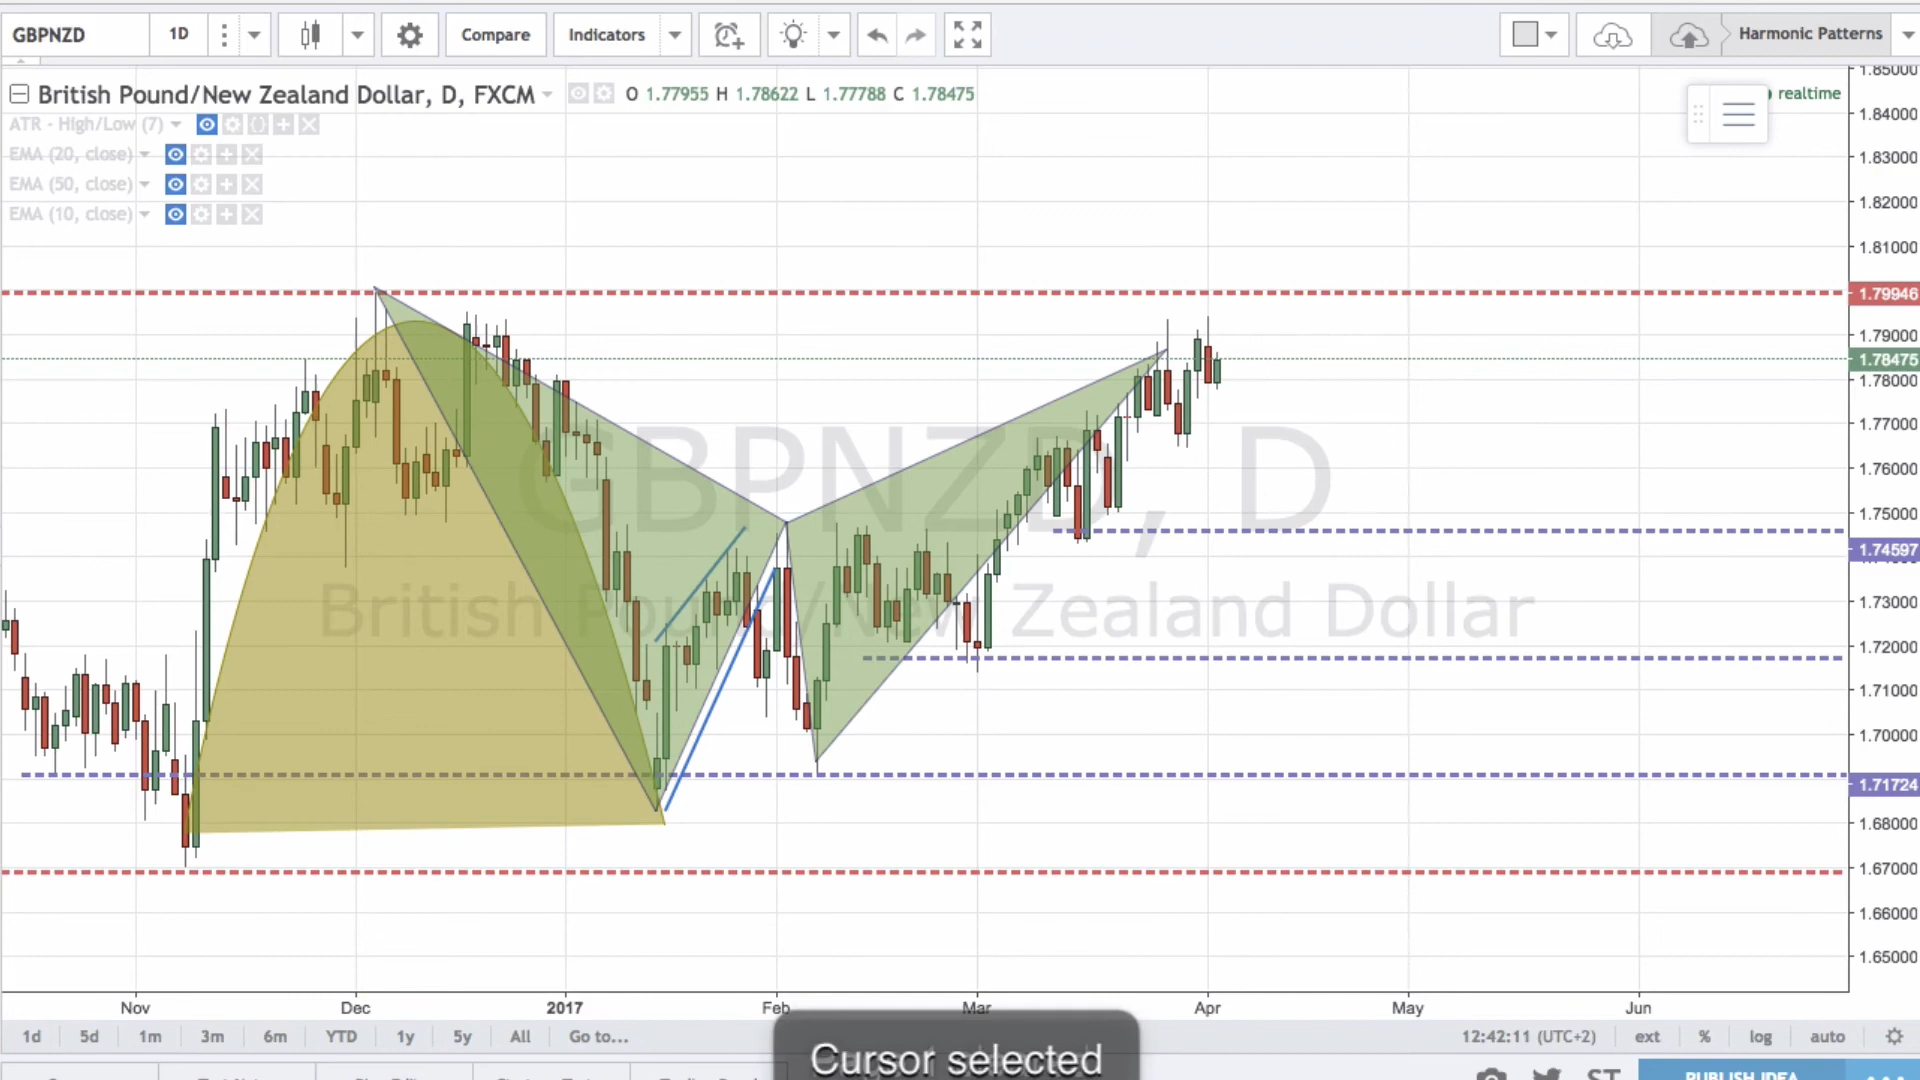 GBPNZD 1D Compare Indicators Harmonic Patterns
British Pound/New Zealand Dollar, D, FXCM O 1.77955 H 1.78622 L 1.77788 C 1.78475 realtime
ATR - High/Low (7)
EMA (20, close)
EMA (50, close)
EMA (10, close)
GBPNZD, D
British Pound/New Zealand Dollar
1.85000
1.84000
1.83000
1.82000
1.81000
1.79946
1.79000
1.78475
1.78000
1.77000
1.76000
1.75000
1.74597
1.73000
1.72000
1.71000
1.70000
1.71724
1.68000
1.67000
1.66000
1.65000
Nov Dec 2017 Feb Mar Apr May Jun
1d 5d 1m 3m 6m YTD 1y 5y All Go to... 12:42:11 (UTC+2) ext % log auto
Cursor selected
ST PUBLISH IDEA